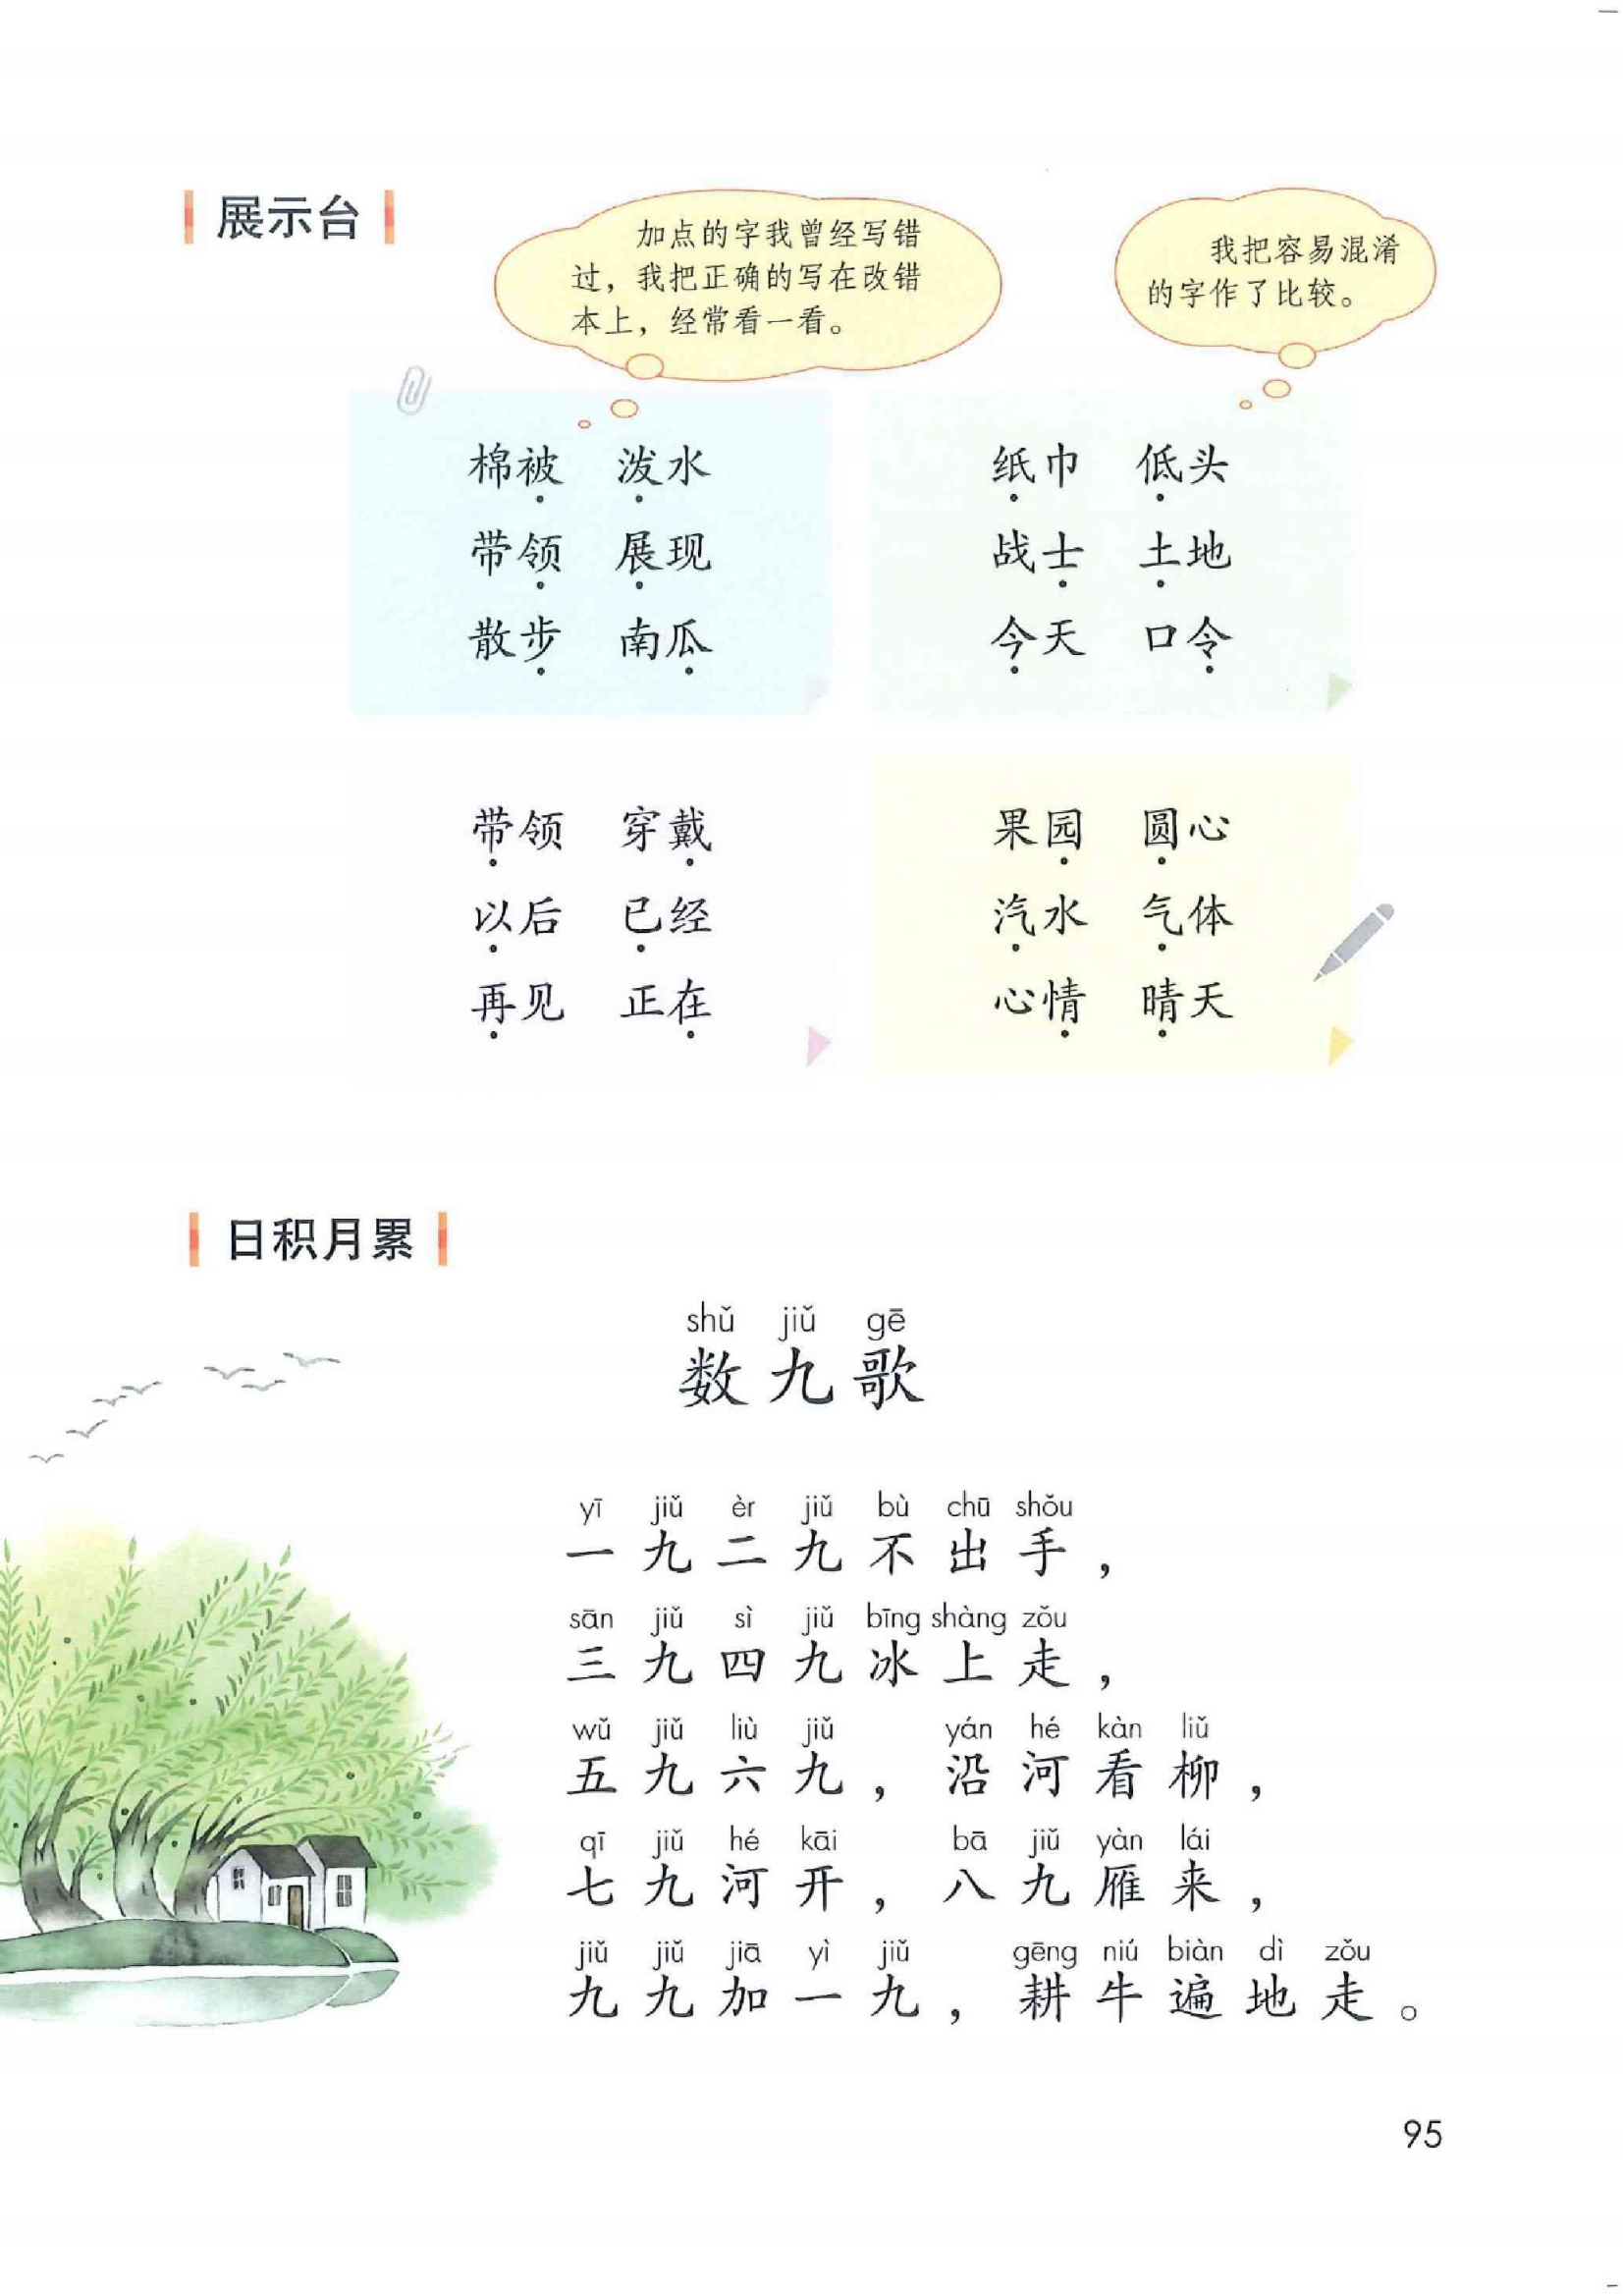 展示台
加点的字我曾经写错
过，我把正确的写在改错
本上，经常看一看。
我把容易混淆
的字作了比较。
棉被 泼水
带领 展现
散步 南瓜
纸巾 低头
战士 土地
今天 口令
带领 穿戴
以后 已经
再见 正在
果园 圆心
汽水 气体
心情 晴天
日积月累
shǔ jiǔ gē
数九歌
yī jiǔ èr jiǔ bù chū shǒu
一九二九不出手，
sān jiǔ sì jiǔ bīng shàng zǒu
三九四九冰上走，
wǔ jiǔ liù jiǔ yán hé kàn liǔ
五九六九，沿河看柳，
qī jiǔ hé kāi bā jiǔ yàn lái
七九河开，八九雁来，
jiǔ jiǔ jiā yì jiǔ gēng niú biàn dì zǒu
九九加一九，耕牛遍地走。
95